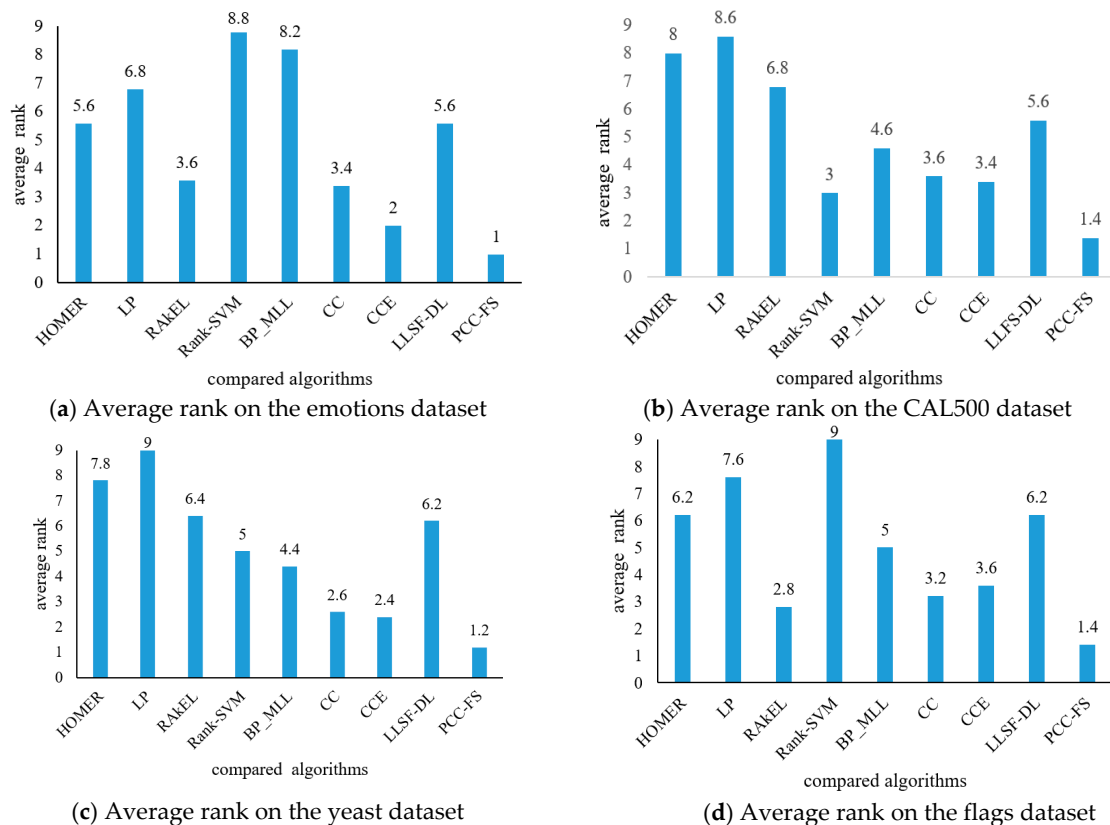 9
8
7
6
5
4
3
2
1
0
average rank
5.6
6.8
3.6
8.8
8.2
3.4
2
5.6
1
HOMER
LP
RAkEL
Rank-SVM
BP_MLL
CC
CCE
LLSF-DL
PCC-FS
compared algorithms
(a) Average rank on the emotions dataset
9
8
7
6
5
4
3
2
1
0
average rank
8
8.6
6.8
3
4.6
3.6
3.4
5.6
1.4
HOMER
LP
RAkEL
Rank-SVM
BP_MLL
CC
CCE
LLFS-DL
PCC-FS
compared algorithms
(b) Average rank on the CAL500 dataset
9
8
7
6
5
4
3
2
1
0
average rank
7.8
9
6.4
5
4.4
2.6
2.4
6.2
1.2
HOMER
LP
RAkEL
Rank-SVM
BP_MLL
CC
CCE
LLSF-DL
PCC-FS
compared algorithms
(c) Average rank on the yeast dataset
9
8
7
6
5
4
3
2
1
0
average rank
6.2
7.6
2.8
9
5
3.2
3.6
6.2
1.4
HOMER
LP
RAkEL
Rank-SVM
BP_MLL
CC
CCE
LLSF-DL
PCC-FS
compared algorithms
(d) Average rank on the flags dataset